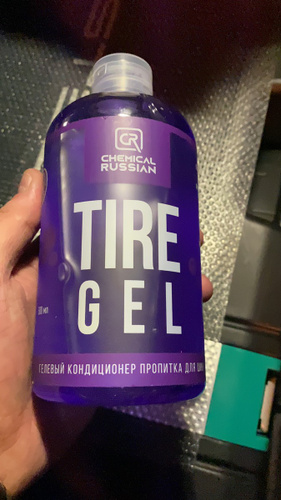 CR
CHEMICAL
RUSSIAN
TIRE
GEL
ГЕЛЕВЫЙ КОНДИЦИОНЕР ПРОПИТКА ДЛЯ